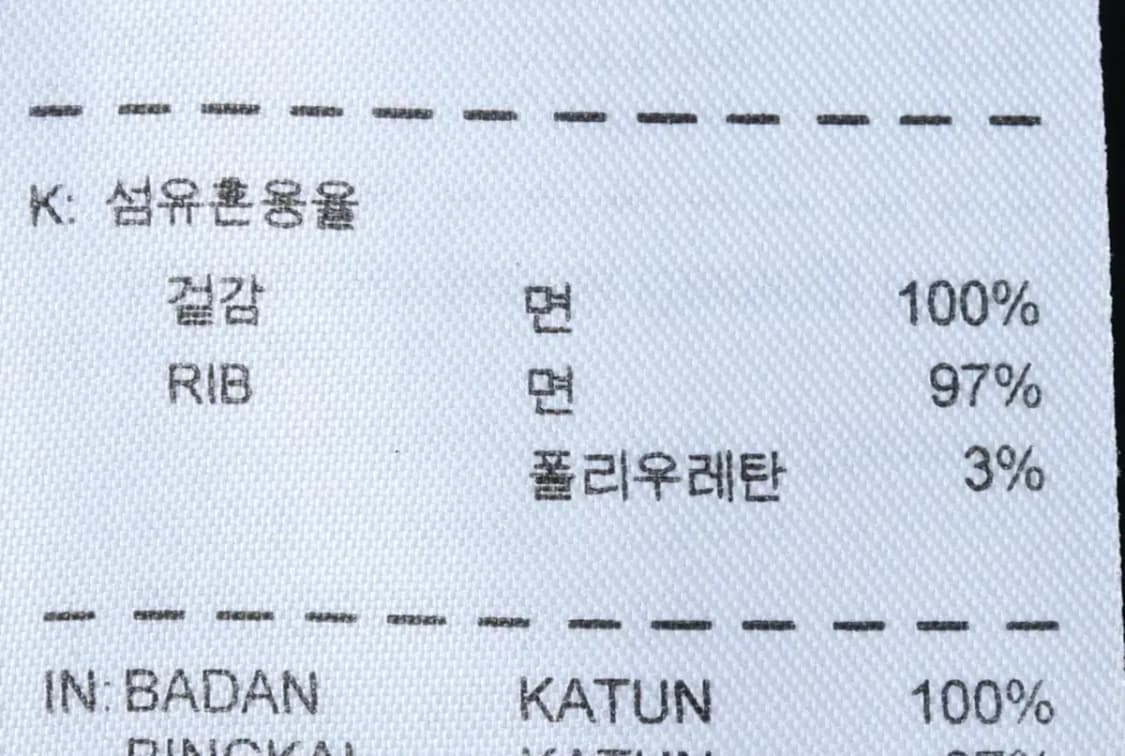 K: 섬유혼용율
겉감 면 100%
RIB 면 97%
폴리우레탄 3%
IN: BADAN KATUN 100%